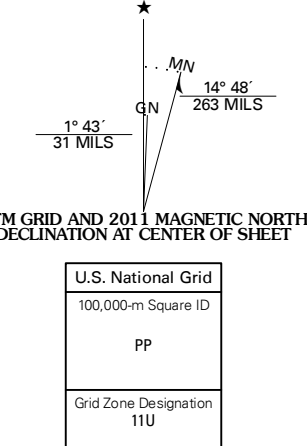 ★
MN
GN
14° 48´
263 MILS
1° 43´
31 MILS
TM GRID AND 2011 MAGNETIC NORTH
DECLINATION AT CENTER OF SHEET
U.S. National Grid
100,000-m Square ID
PP
Grid Zone Designation
11U